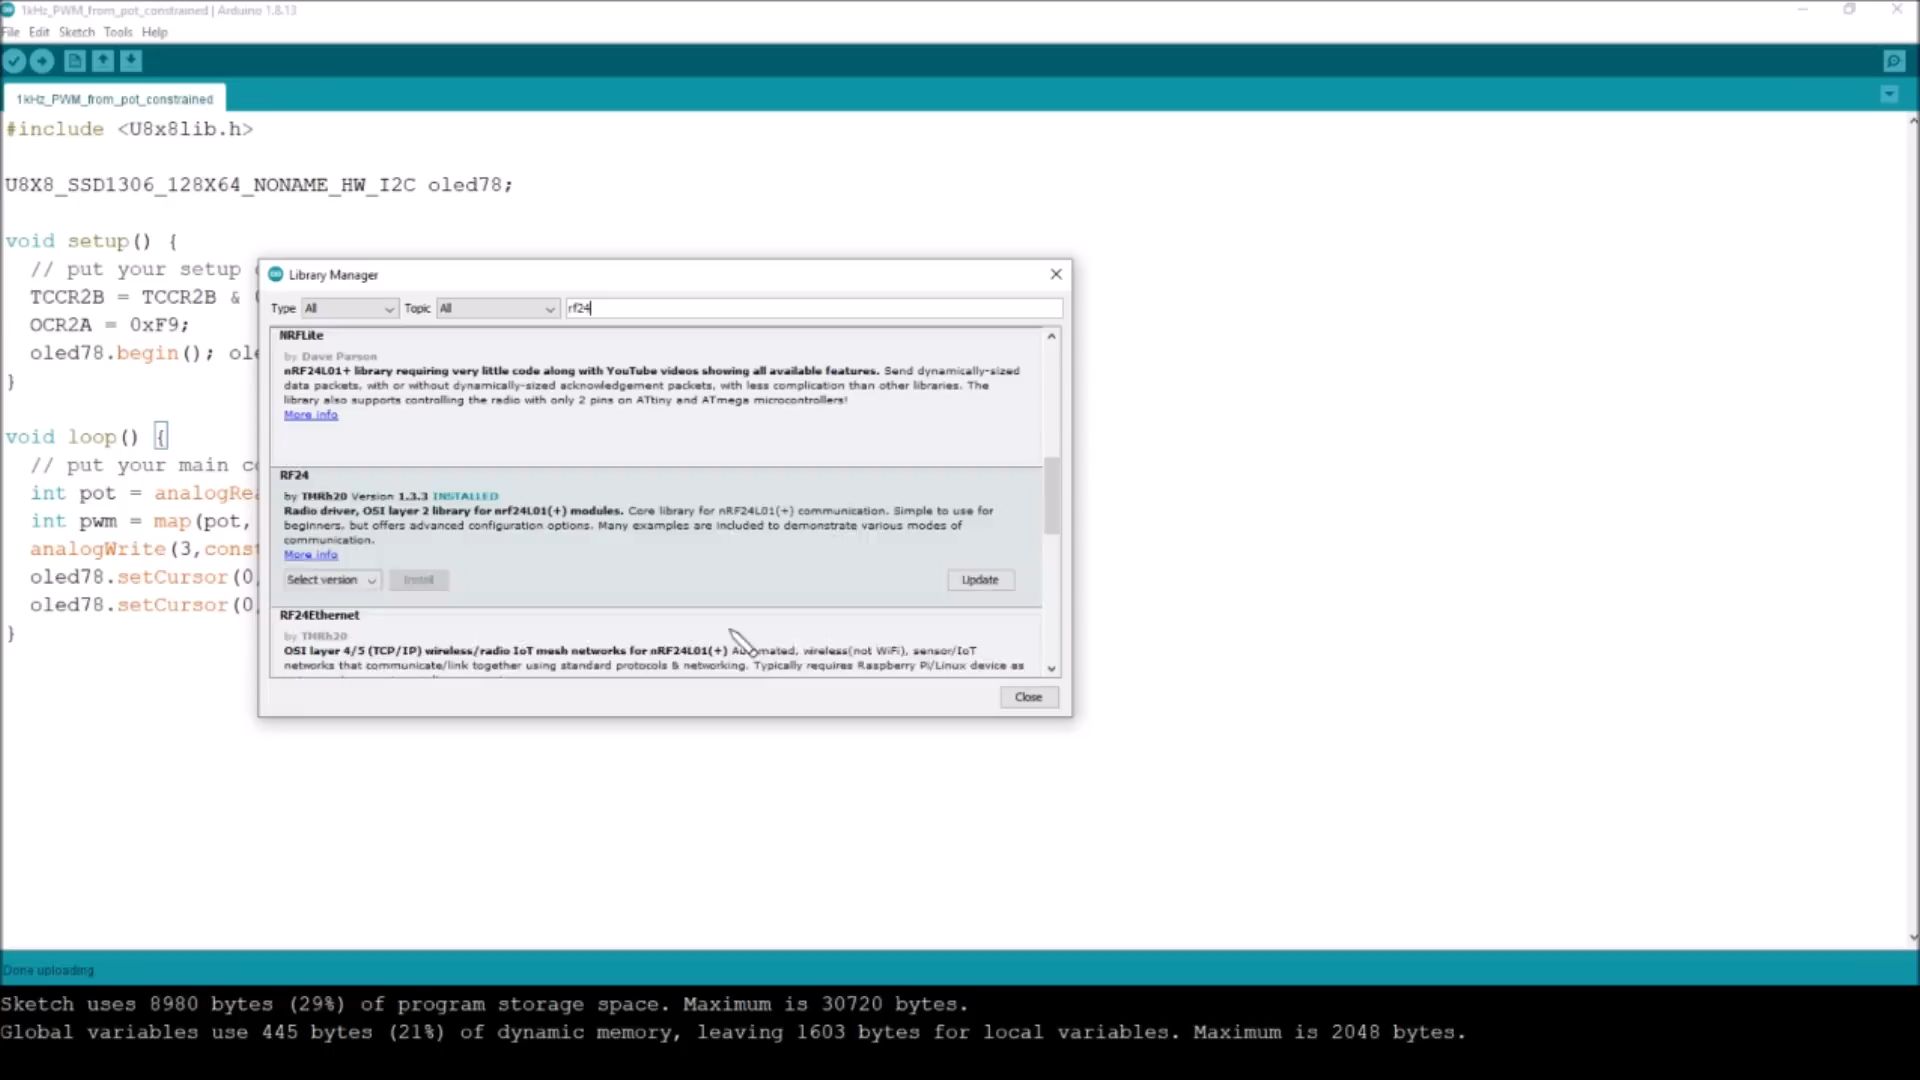 1kHz_PWM_from_pot_constrained | Arduino 1.8.13
File Edit Sketch Tools Help
1kHz_PWM_from_pot_constrained
#include <U8x8lib.h>
U8X8_SSD1306_128X64_NONAME_HW_I2C oled78;
void setup() {
// put your setup
TCCR2B = TCCR2B &
OCR2A = 0xF9;
oled78.begin(); ole
}
void loop() {
// put your main co
int pot = analogRea
int pwm = map(pot,
analogWrite(3,const
oled78.setCursor(0,
oled78.setCursor(0,
}
Library Manager
Type All Topic All rf24
NRFLite
by Dave Parson
nRF24L01+ library requiring very little code along with YouTube videos showing all available features. Send dynamically-sized
data packets, with or without dynamically-sized acknowledgement packets, with less complication than other libraries. The
library also supports controlling the radio with only 2 pins on ATtiny and ATmega microcontrollers!
More info
RF24
by TMRh20 Version 1.3.3 INSTALLED
Radio driver, OSI layer 2 library for nrf24L01(+) modules. Core library for nRF24L01(+) communication. Simple to use for
beginners, but offers advanced configuration options. Many examples are included to demonstrate various modes of
communication.
More info
Select version Install Update
RF24Ethernet
by TMRh20
OSI layer 4/5 (TCP/IP) wireless/radio IoT mesh networks for nRF24L01(+) Automated, wireless(not WiFi), sensor/IoT
networks that communicate/link together using standard protocols & networking. Typically requires Raspberry Pi/Linux device as
Close
Done uploading
Sketch uses 8980 bytes (29%) of program storage space. Maximum is 30720 bytes.
Global variables use 445 bytes (21%) of dynamic memory, leaving 1603 bytes for local variables. Maximum is 2048 bytes.